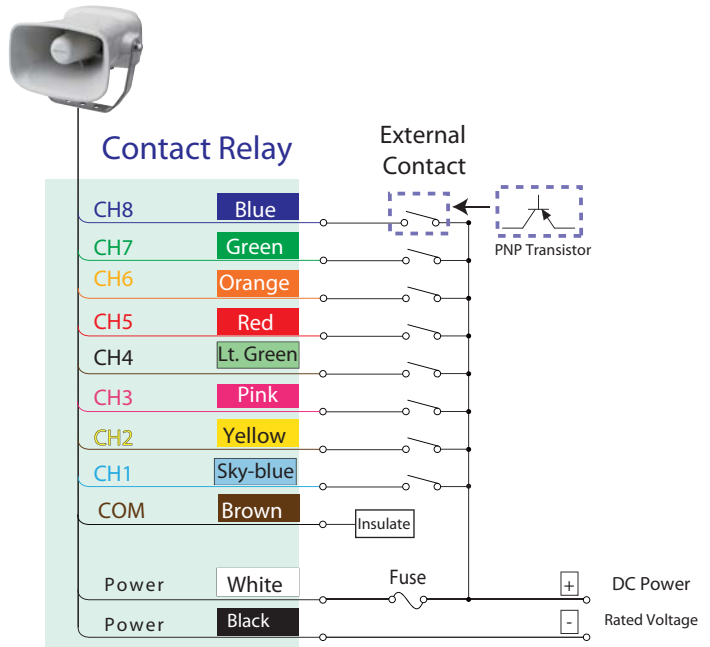 Contact Relay
External
Contact
PNP Transistor
CH8 Blue
CH7 Green
CH6 Orange
CH5 Red
CH4 Lt. Green
CH3 Pink
CH2 Yellow
CH1 Sky-blue
COM Brown
Insulate
Power White Fuse + DC Power
Power Black - Rated Voltage